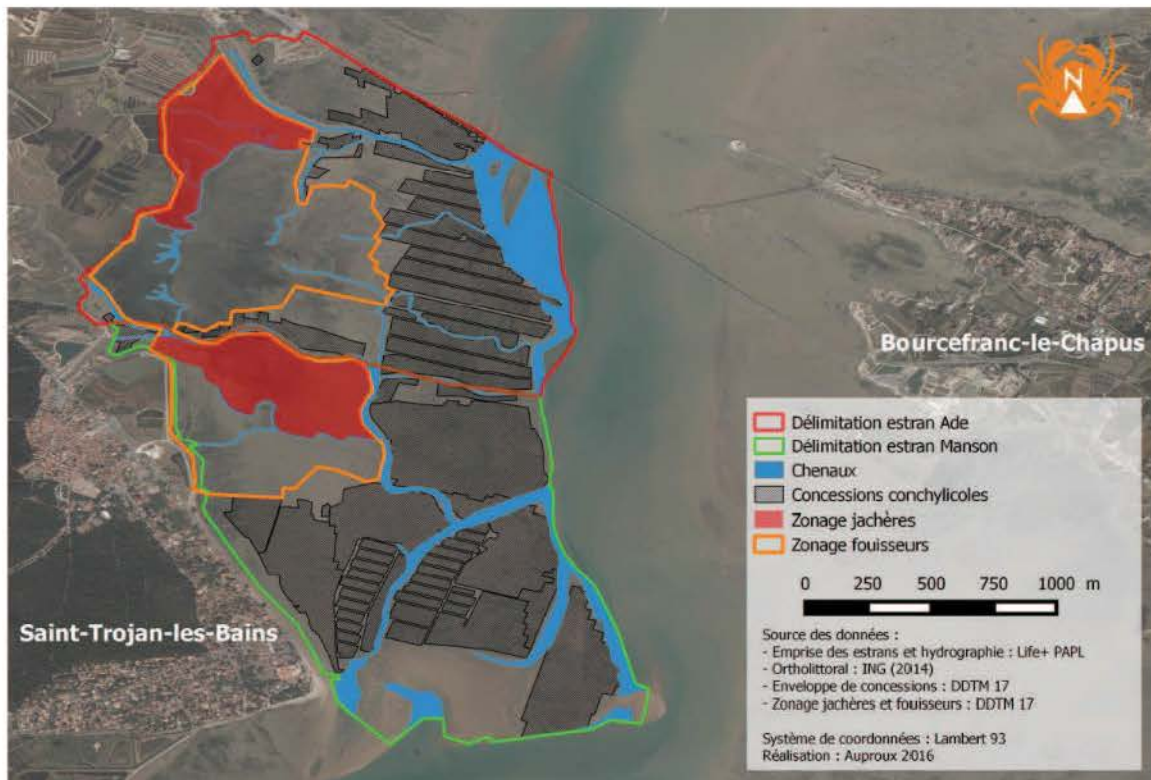 N
Bourcefranc-le-Chapus
Saint-Trojan-les-Bains
Délimitation estran Ade
Délimitation estran Manson
Chenaux
Concessions conchylicoles
Zonage jachères
Zonage fouisseurs
0 250 500 750 1000 m
Source des données :
- Emprise des estrans et hydrographie : Life+ PAPL
- Ortholittoral : ING (2014)
- Enveloppe de concessions : DDTM 17
- Zonage jachères et fouisseurs : DDTM 17
Système de coordonnées : Lambert 93
Réalisation : Auproux 2016